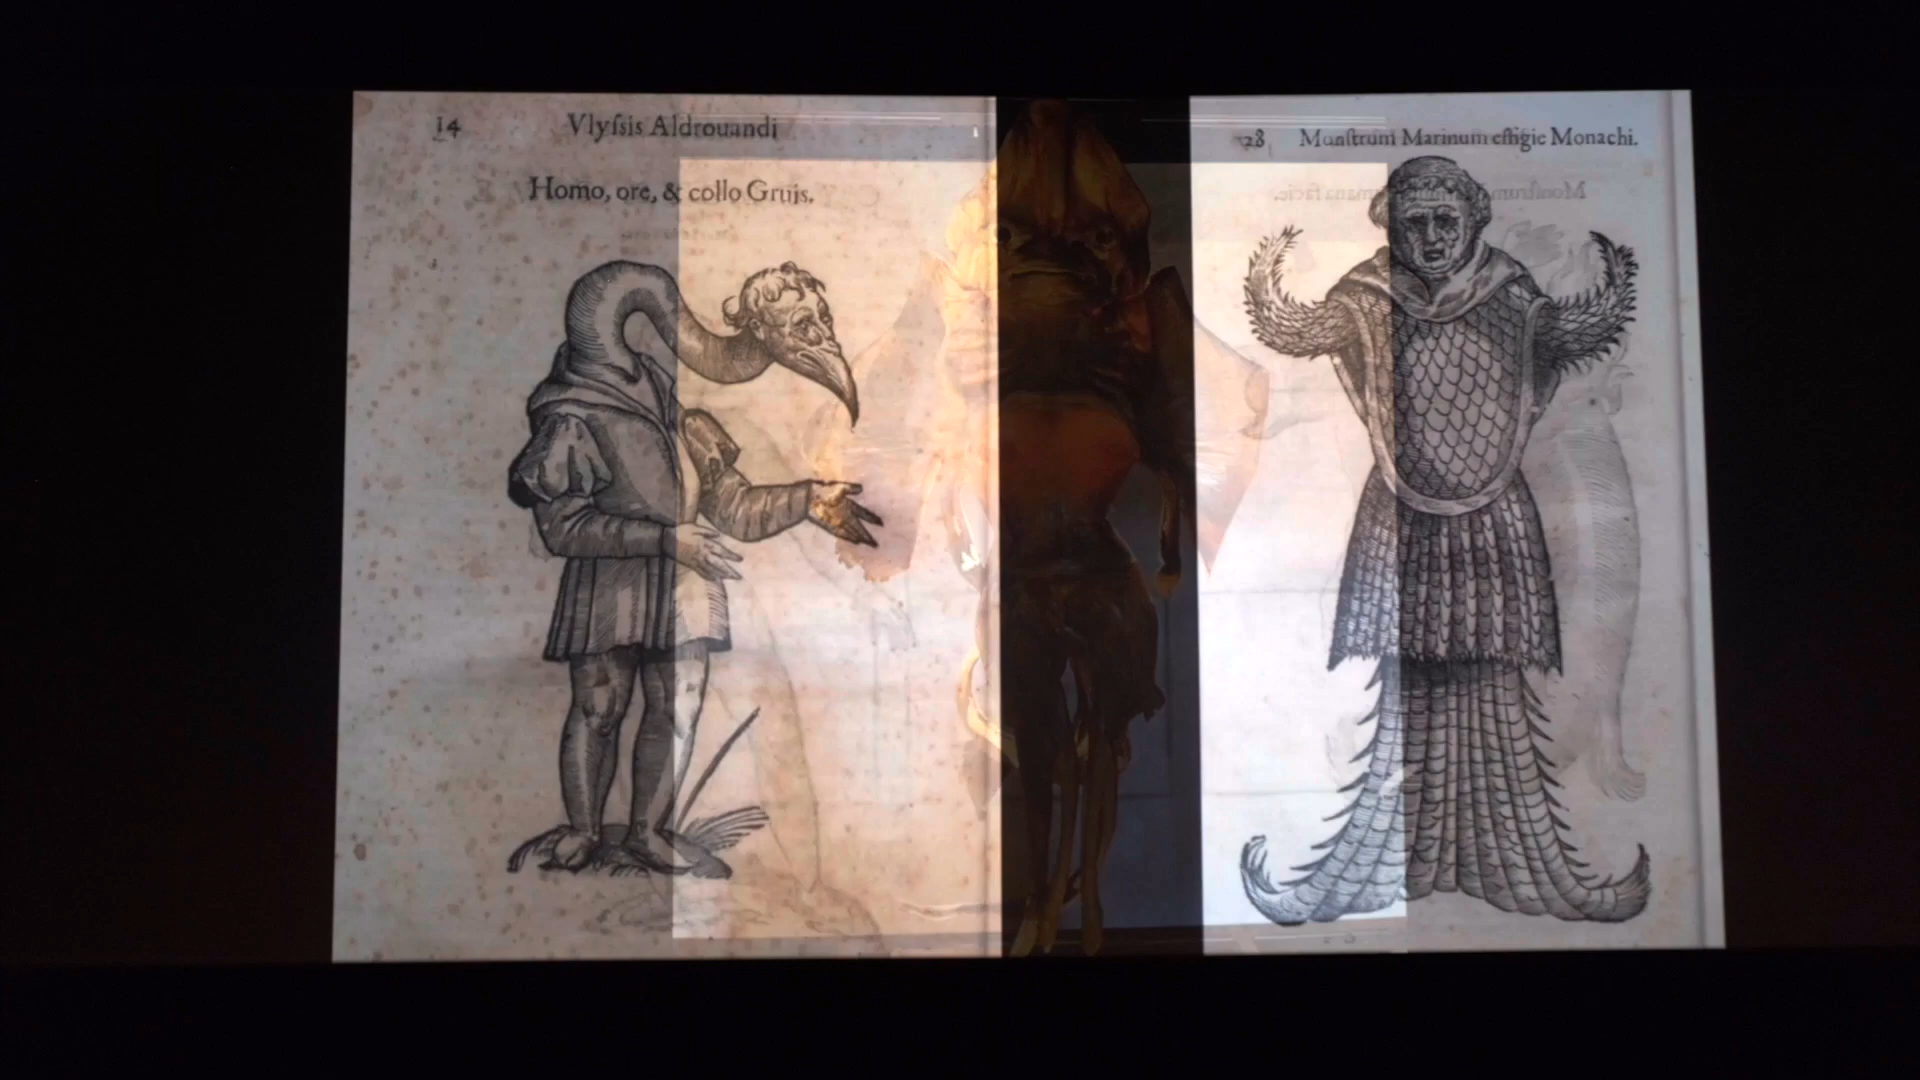 14 Vlyſsis Aldrouandi
Homo, ore, & collo Gruis.
28 Monſtrum Marinum effigie Monachi.